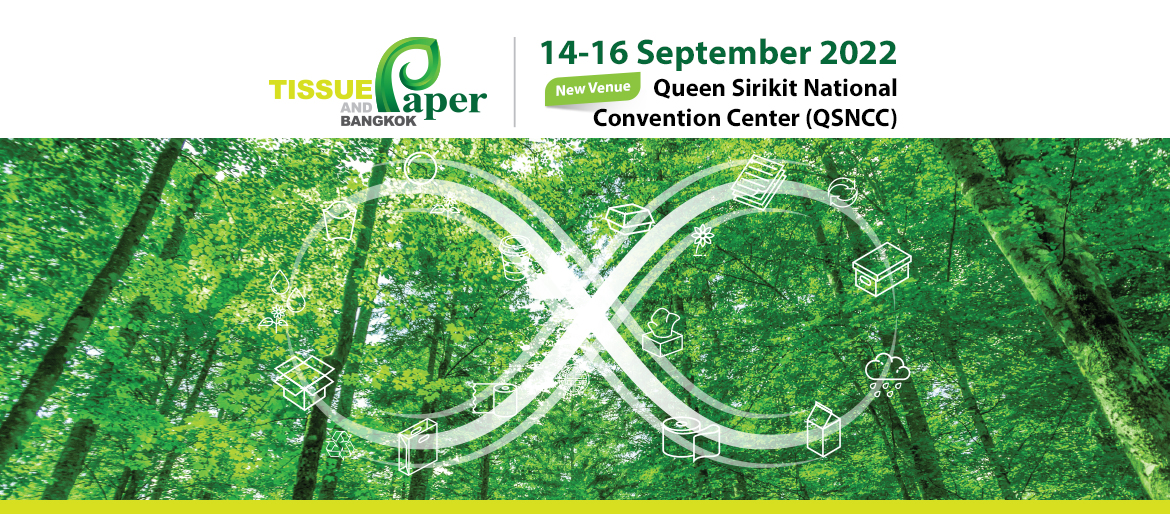 TISSUE
AND
BANGKOK
Paper
14-16 September 2022
New Venue
Queen Sirikit National
Convention Center (QSNCC)